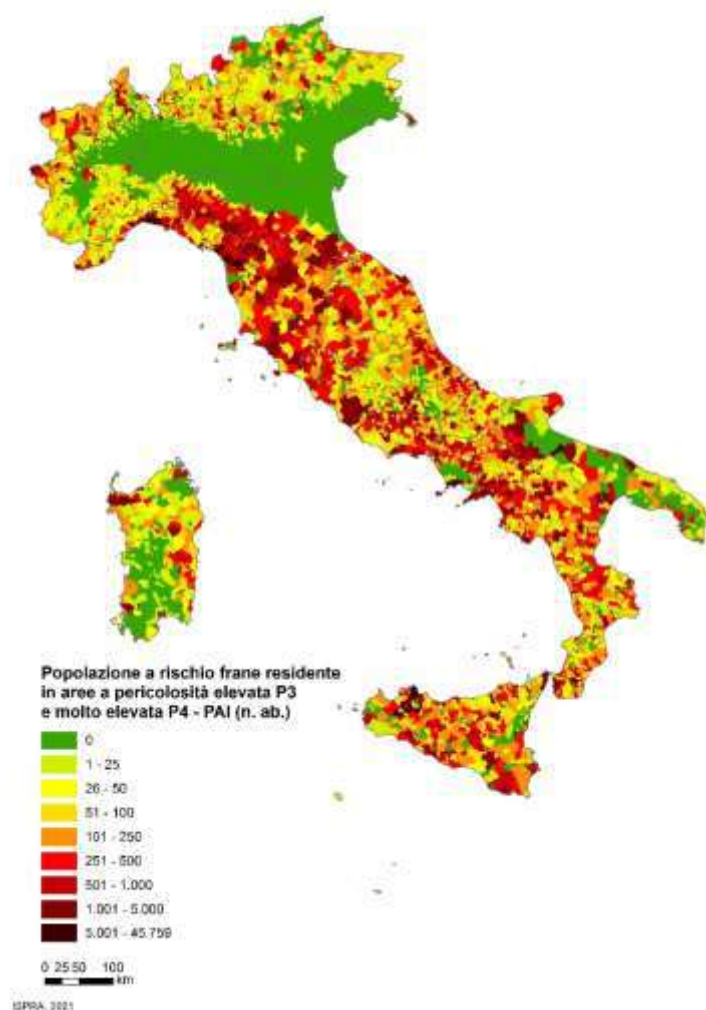 Popolazione a rischio frane residente
in aree a pericolosità elevata P3
e molto elevata P4 - PAI (n. ab.)
0
1 - 25
26 - 50
51 - 100
101 - 250
251 - 500
501 - 1.000
1.001 - 5.000
5.001 - 45.759
0 25 50 100
km
ISPRA, 2021